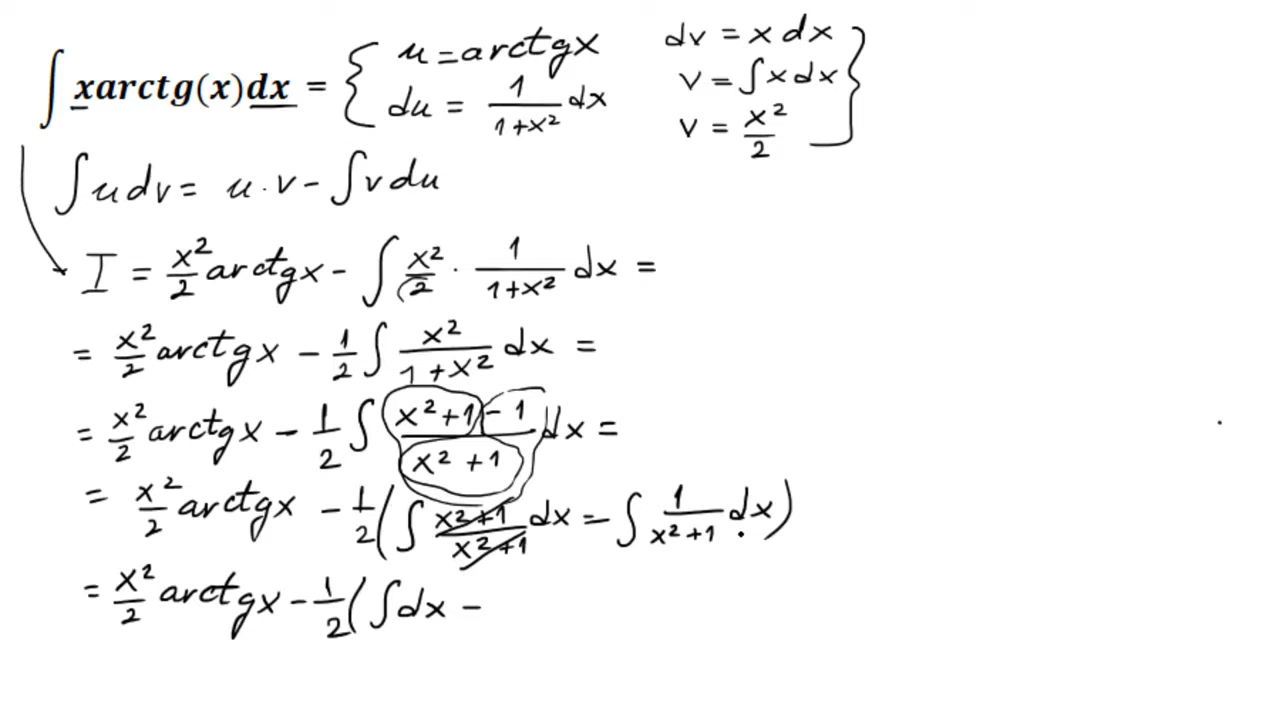 ∫ xarctg(x)dx = { u = arctgx dv = x dx
du = 1/(1+x²) dx v = ∫ x dx
v = x²/2 }
∫ u dv = u · v - ∫ v du
I = x²/2 arctgx - ∫ x²/2 · 1/(1+x²) dx =
= x²/2 arctgx - 1/2 ∫ x²/(1+x²) dx =
= x²/2 arctgx - 1/2 ∫ (x²+1-1)/(x²+1) dx =
= x²/2 arctgx - 1/2 ( ∫ (x²+1)/(x²+1) dx - ∫ 1/(x²+1) dx )
= x²/2 arctgx - 1/2 ( ∫ dx -